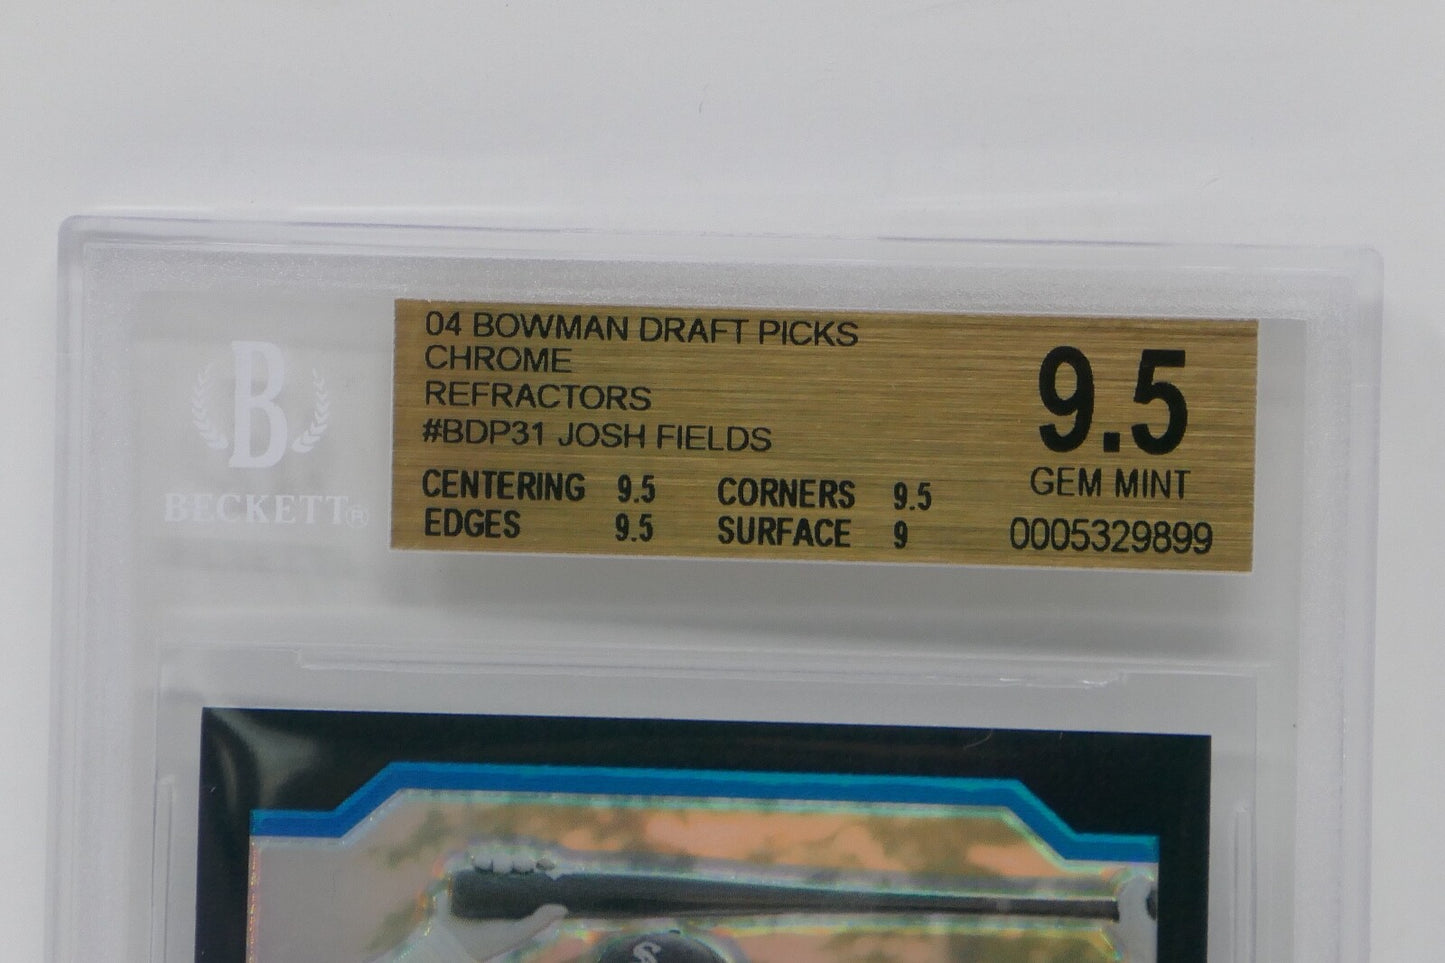 B
BECKETT®
04 BOWMAN DRAFT PICKS
CHROME
REFRACTORS
#BDP31 JOSH FIELDS
CENTERING 9.5 CORNERS 9.5
EDGES 9.5 SURFACE 9
9.5
GEM MINT
0005329899